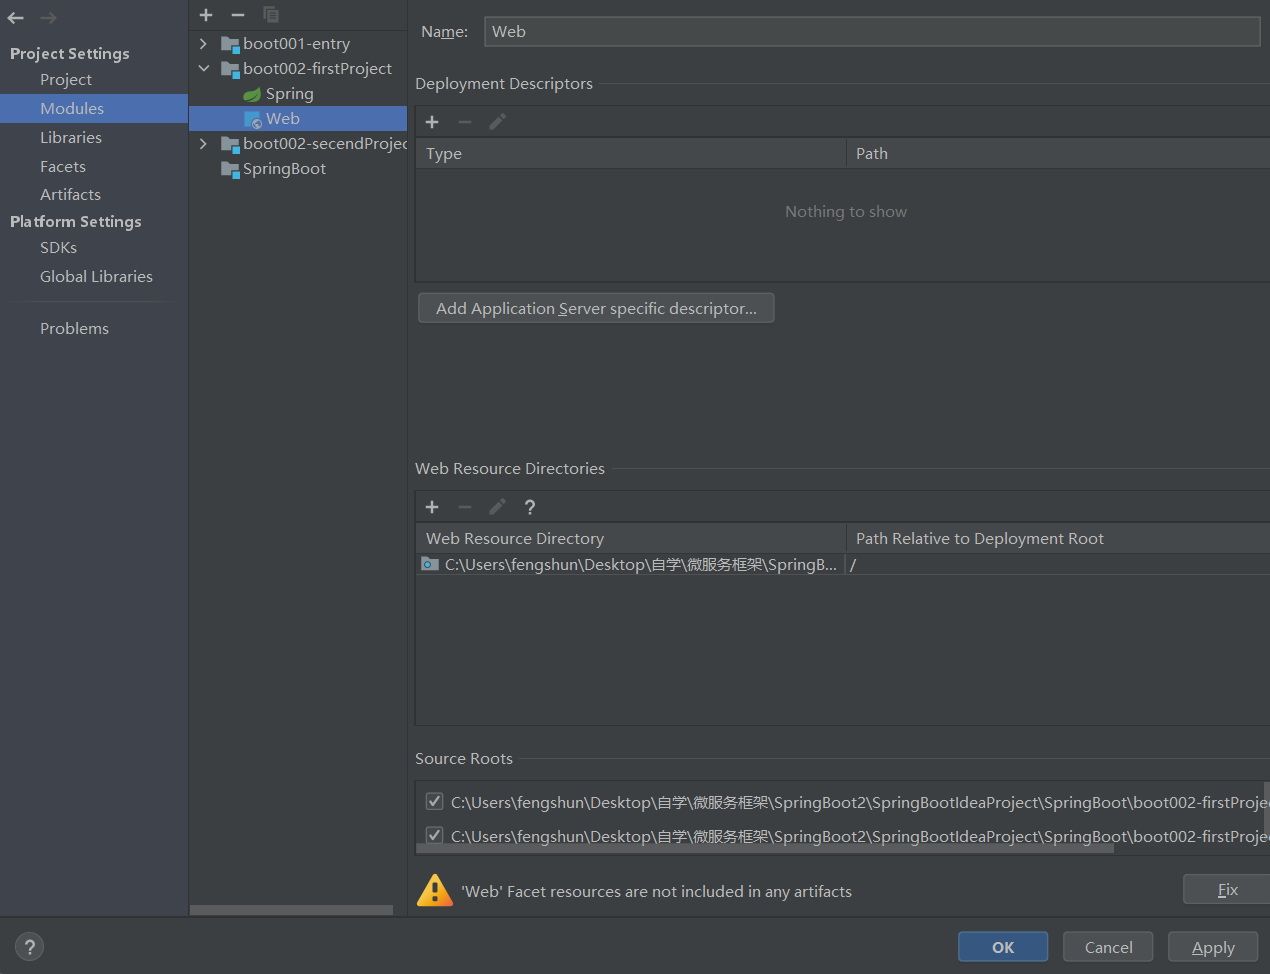 Project Settings
Project
Modules
Libraries
Facets
Artifacts
Platform Settings
SDKs
Global Libraries
Problems
boot001-entry
boot002-firstProject
Spring
Web
boot002-secendProjec
SpringBoot
Name: Web
Deployment Descriptors
Type Path
Nothing to show
Add Application Server specific descriptor...
Web Resource Directories
?
Web Resource Directory Path Relative to Deployment Root
C:\Users\fengshun\Desktop\自学\微服务框架\SpringB... /
Source Roots
C:\Users\fengshun\Desktop\自学\微服务框架\SpringBoot2\SpringBootIdeaProject\SpringBoot\boot002-firstProje
C:\Users\fengshun\Desktop\自学\微服务框架\SpringBoot2\SpringBootIdeaProject\SpringBoot\boot002-firstProje
'Web' Facet resources are not included in any artifacts Fix
? OK Cancel Apply